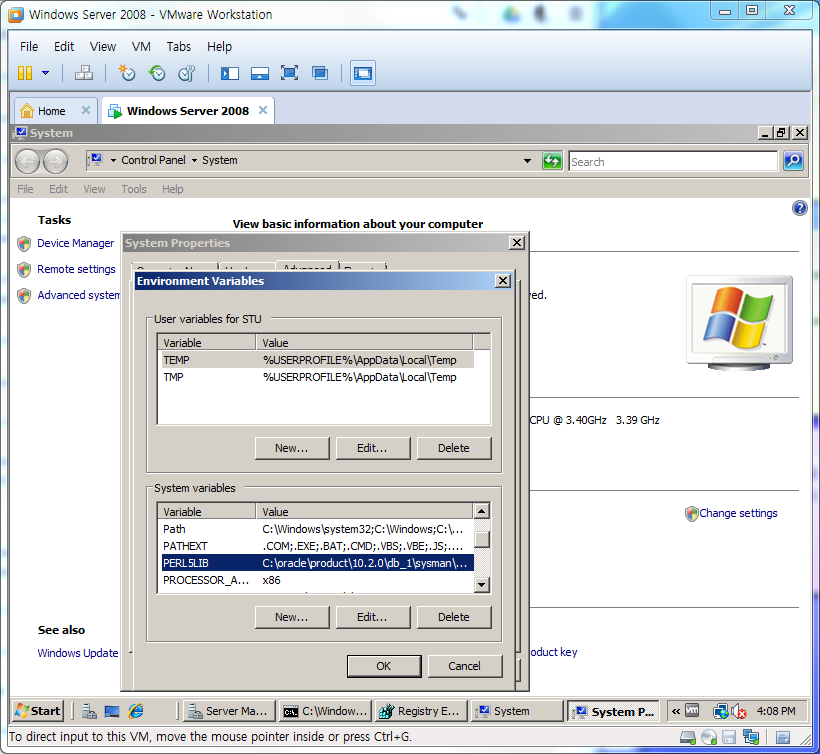 Windows Server 2008 - VMware Workstation
File Edit View VM Tabs Help
Home Windows Server 2008
System
Control Panel System Search
File Edit View Tools Help
Tasks
View basic information about your computer
Device Manager
System Properties
Remote settings
Advanced
Advanced system
Environment Variables
ved.
User variables for STU
Variable Value
TEMP %USERPROFILE%\AppData\Local\Temp
TMP %USERPROFILE%\AppData\Local\Temp
CPU @ 3.40GHz 3.39 GHz
New... Edit... Delete
System variables
Variable Value
Path C:\Windows\system32;C:\Windows;C:\...
PATHEXT .COM;.EXE;.BAT;.CMD;.VBS;.VBE;.JS;....
PERL5LIB C:\oracle\product\10.2.0\db_1\sysman\...
PROCESSOR_A... x86
Change settings
New... Edit... Delete
See also
Windows Update
oduct key
OK Cancel
Start Server Ma... C:\Window... Registry E... System System P... « 4:08 PM
To direct input to this VM, move the mouse pointer inside or press Ctrl+G.